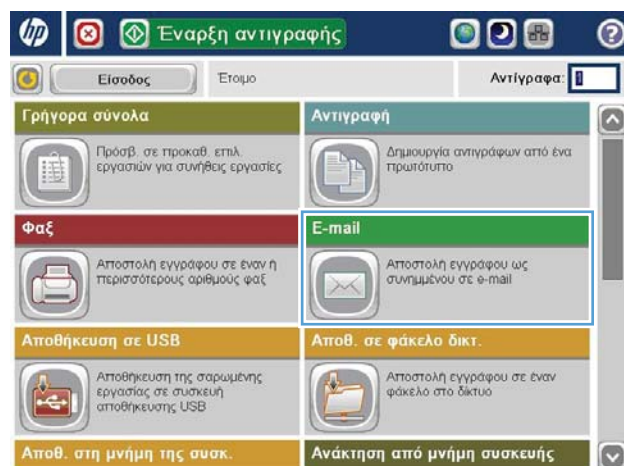 hp
Έναρξη αντιγραφής
?
Είσοδος
Έτοιμο
Αντίγραφα: 1
Γρήγορα σύνολα
Αντιγραφή
Πρόσβ. σε προκαθ. επιλ.
εργασιών για συνήθεις εργασίες
Δημιουργία αντιγράφων από ένα
πρωτότυπο
Φαξ
E-mail
Αποστολή εγγράφου σε έναν ή
περισσότερους αριθμούς φαξ
Αποστολή εγγράφου ως
συνημμένου σε e-mail
Αποθήκευση σε USB
Αποθ. σε φάκελο δικτ.
Αποθήκευση της σαρωμένης
εργασίας σε συσκευή
αποθήκευσης USB
Αποστολή εγγράφου σε έναν
φάκελο στο δίκτυο
Αποθ. στη μνήμη της συσκ.
Ανάκτηση από μνήμη συσκευής